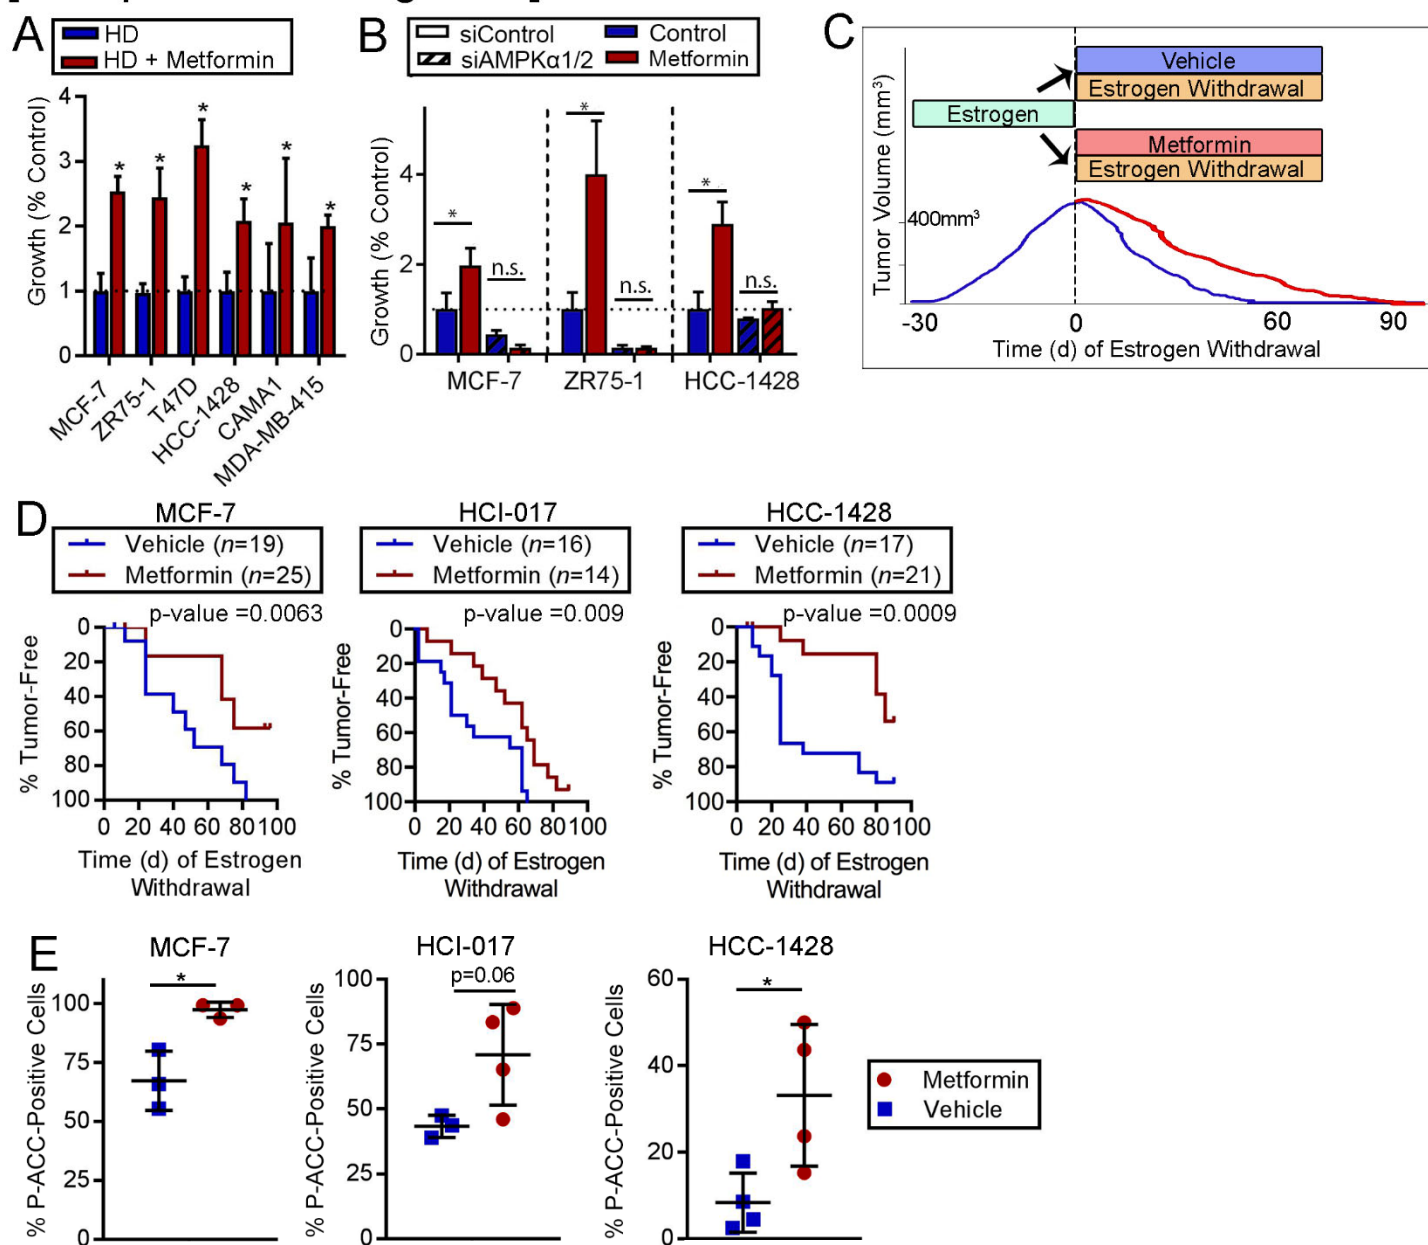 A
HD
HD + Metformin
Growth (% Control)
4
3
2
1
0
* * * * * *
MCF-7
ZR75-1
T47D
HCC-1428
CAMA1
MDA-MB-415
B
siControl
Control
siAMPKα1/2
Metformin
Growth (% Control)
4
2
0
*
n.s.
*
n.s.
*
n.s.
MCF-7
ZR75-1
HCC-1428
C
Vehicle
Estrogen Withdrawal
Estrogen
Metformin
Estrogen Withdrawal
Tumor Volume (mm³)
400mm³
-30 0 60 90
Time (d) of Estrogen Withdrawal
D
MCF-7
Vehicle (n=19)
Metformin (n=25)
p-value =0.0063
% Tumor-Free
0
20
40
60
80
100
0 20 40 60 80 100
Time (d) of Estrogen
Withdrawal
HCI-017
Vehicle (n=16)
Metformin (n=14)
p-value =0.009
% Tumor-Free
0
20
40
60
80
100
0 20 40 60 80 100
Time (d) of Estrogen
Withdrawal
HCC-1428
Vehicle (n=17)
Metformin (n=21)
p-value =0.0009
% Tumor-Free
0
20
40
60
80
100
0 20 40 60 80 100
Time (d) of Estrogen
Withdrawal
E
MCF-7
*
% P-ACC-Positive Cells
100
75
50
25
0
HCI-017
p=0.06
% P-ACC-Positive Cells
100
75
50
25
0
HCC-1428
*
% P-ACC-Positive Cells
60
40
20
0
Metformin
Vehicle